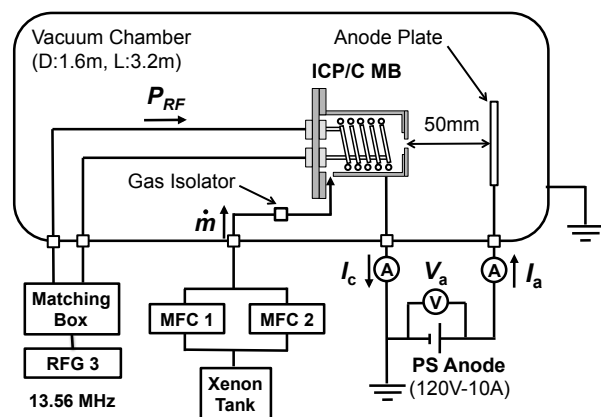 Vacuum Chamber
(D:1.6m, L:3.2m)
Anode Plate
ICP/C MB
P_RF
50mm
Gas Isolator
ṁ
I_c
A
V_a
V
A
I_a
Matching
Box
MFC 1
MFC 2
RFG 3
PS Anode
(120V-10A)
Xenon
Tank
13.56 MHz